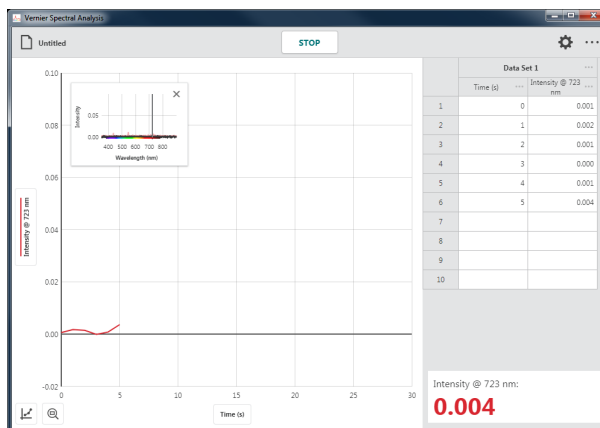 Vernier Spectral Analysis
Untitled
STOP
0.10
0.08
0.06
0.04
0.02
0.00
-0.02
0
5
10
15
20
25
30
Intensity @ 723 nm
Time (s)
Intensity
0.05
0.00
400 500 600 700 800
Wavelength (nm)
Data Set 1
Time (s)
Intensity @ 723
nm
1 0 0.001
2 1 0.002
3 2 0.001
4 3 0.000
5 4 0.001
6 5 0.004
7
8
9
10
Intensity @ 723 nm:
0.004